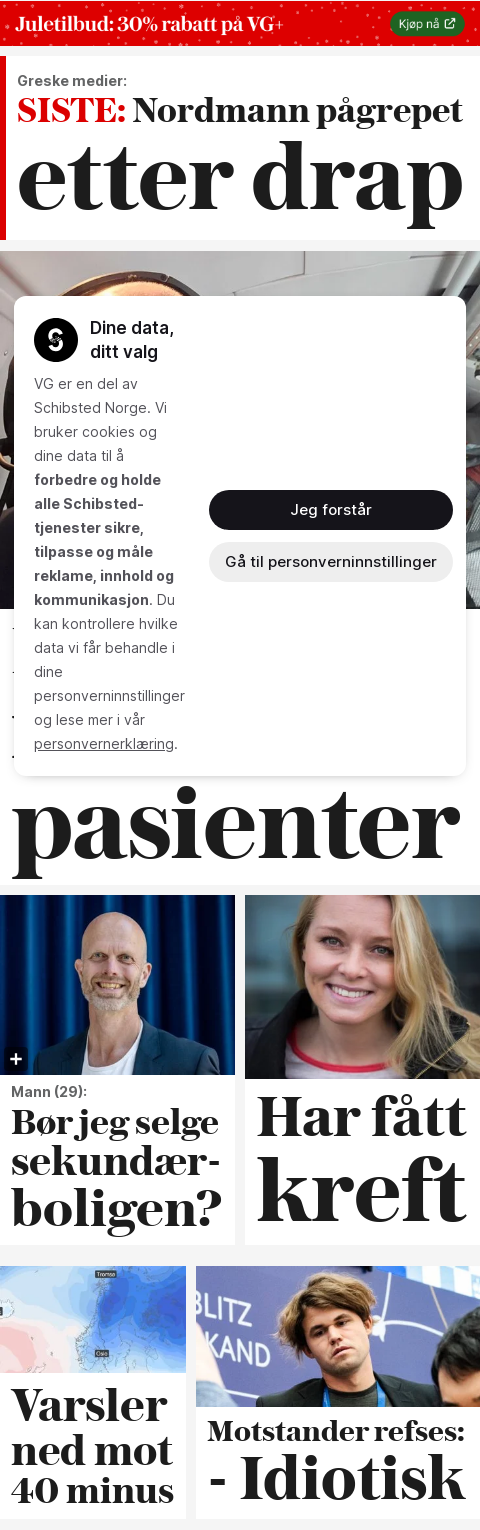 Juletilbud: 30% rabatt på VG+
Kjøp nå
Greske medier:
SISTE: Nordmann pågrepet
etter drap
Dine data,
ditt valg
VG er en del av
Schibsted Norge. Vi
bruker cookies og
dine data til å
forbedre og holde
alle Schibsted-
tjenester sikre,
tilpasse og måle
reklame, innhold og
kommunikasjon. Du
kan kontrollere hvilke
data vi får behandle i
dine
personverninnstillinger
og lese mer i vår
personvernerklæring.
Jeg forstår
Gå til personverninnstillinger
pasienter
Mann (29):
Bør jeg selge
sekundær-
boligen?
Har fått
kreft
Tromsø
Oslo
Varsler
ned mot
40 minus
BLITZ
KAND
Motstander refses:
- Idiotisk